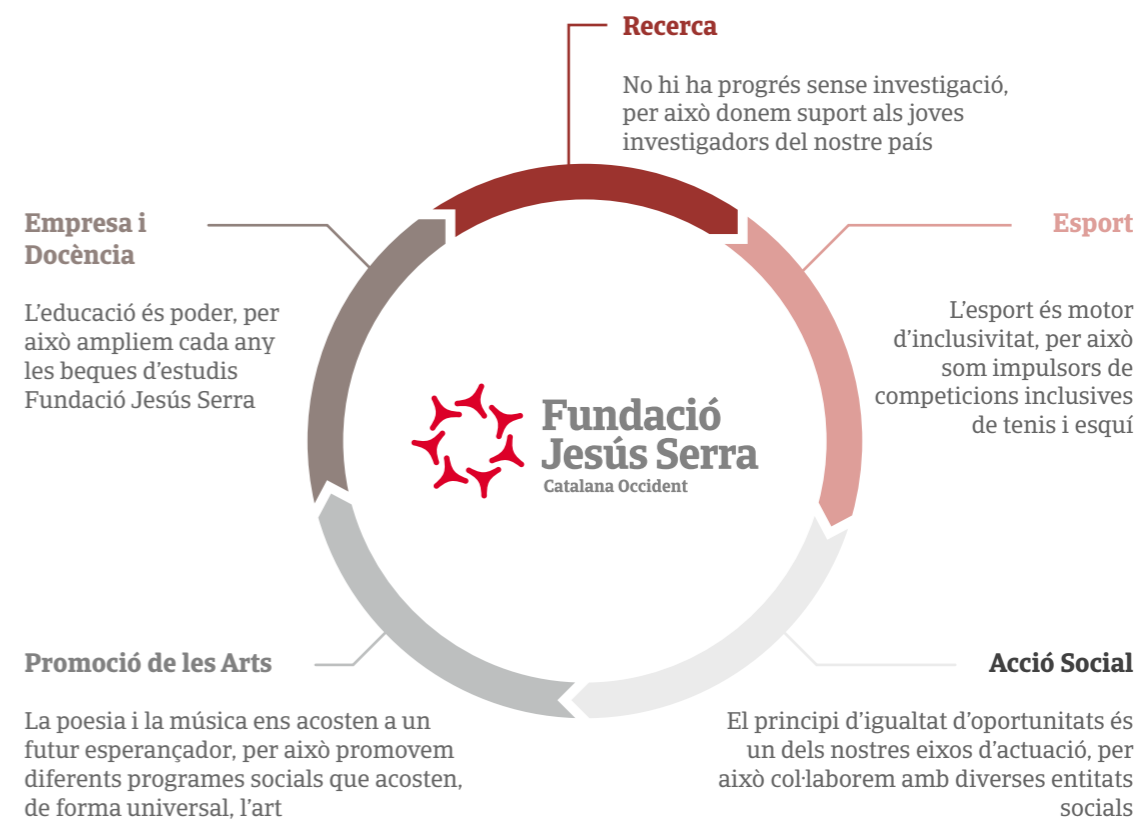 Recerca
No hi ha progrés sense investigació,
per això donem suport als joves
investigadors del nostre país
Empresa i
Docència
L’educació és poder, per
això ampliem cada any
les beques d’estudis
Fundació Jesús Serra
Esport
L’esport és motor
d’inclusivitat, per això
som impulsors de
competicions inclusives
de tenis i esquí
Fundació
Jesús Serra
Catalana Occident
Promoció de les Arts
La poesia i la música ens acosten a un
futur esperançador, per això promovem
diferents programes socials que acosten,
de forma universal, l’art
Acció Social
El principi d’igualtat d’oportunitats és
un dels nostres eixos d’actuació, per
això col·laborem amb diverses entitats
socials